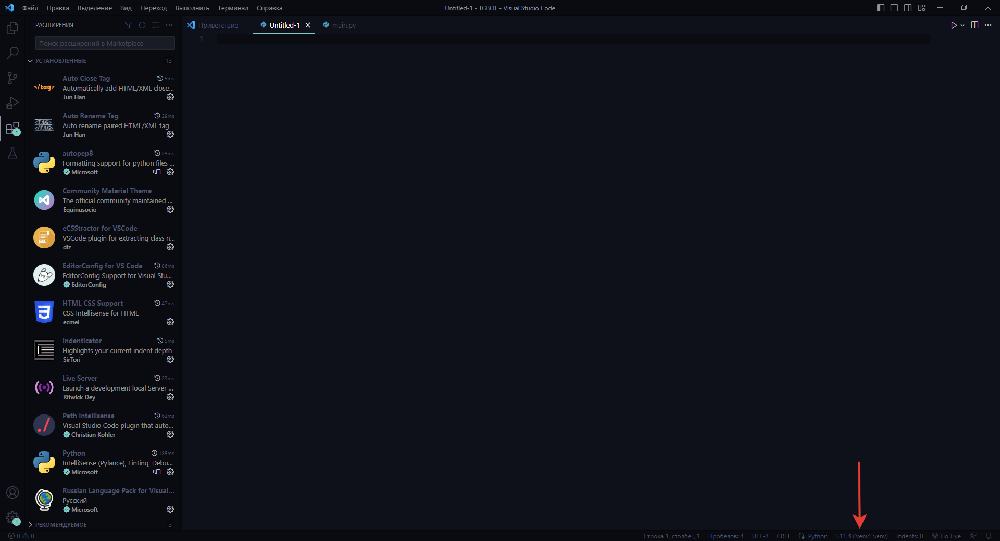 Файл Правка Выделение Вид Переход Выполнить Терминал Справка
Untitled-1 - TGBOT - Visual Studio Code
РАСШИРЕНИЯ
Приветствие
Untitled-1
main.py
Поиск расширений в Marketplace
1
УСТАНОВЛЕННЫЕ 13
</tag>
Auto Close Tag 5ms
Automatically add HTML/XML close...
Jun Han
<TAG>
</TAG>
Auto Rename Tag 29ms
Auto rename paired HTML/XML tag
Jun Han
1
autopep8 25ms
Formatting support for python files ...
Microsoft
Community Material Theme
The official community maintained ...
Equinusocio
eCSStractor for VSCode
VSCode plugin for extracting class n...
diz
EditorConfig for VS Code 86ms
EditorConfig Support for Visual Stu...
EditorConfig
HTML CSS Support 47ms
CSS Intellisense for HTML
ecmel
Indenticator 5ms
Highlights your current indent depth
SirTori
Live Server 23ms
Launch a development local Server ...
Ritwick Dey
./
Path Intellisense 63ms
Visual Studio Code plugin that auto...
Christian Kohler
Python 185ms
IntelliSense (Pylance), Linting, Debu...
Microsoft
Russian Language Pack for Visual...
Русский
Microsoft
1
РЕКОМЕНДУЕМОЕ 3
0 0
Строка 1, столбец 1 Пробелов: 4 UTF-8 CRLF Python 3.11.4 ('venv': venv) Indents: 0 Go Live